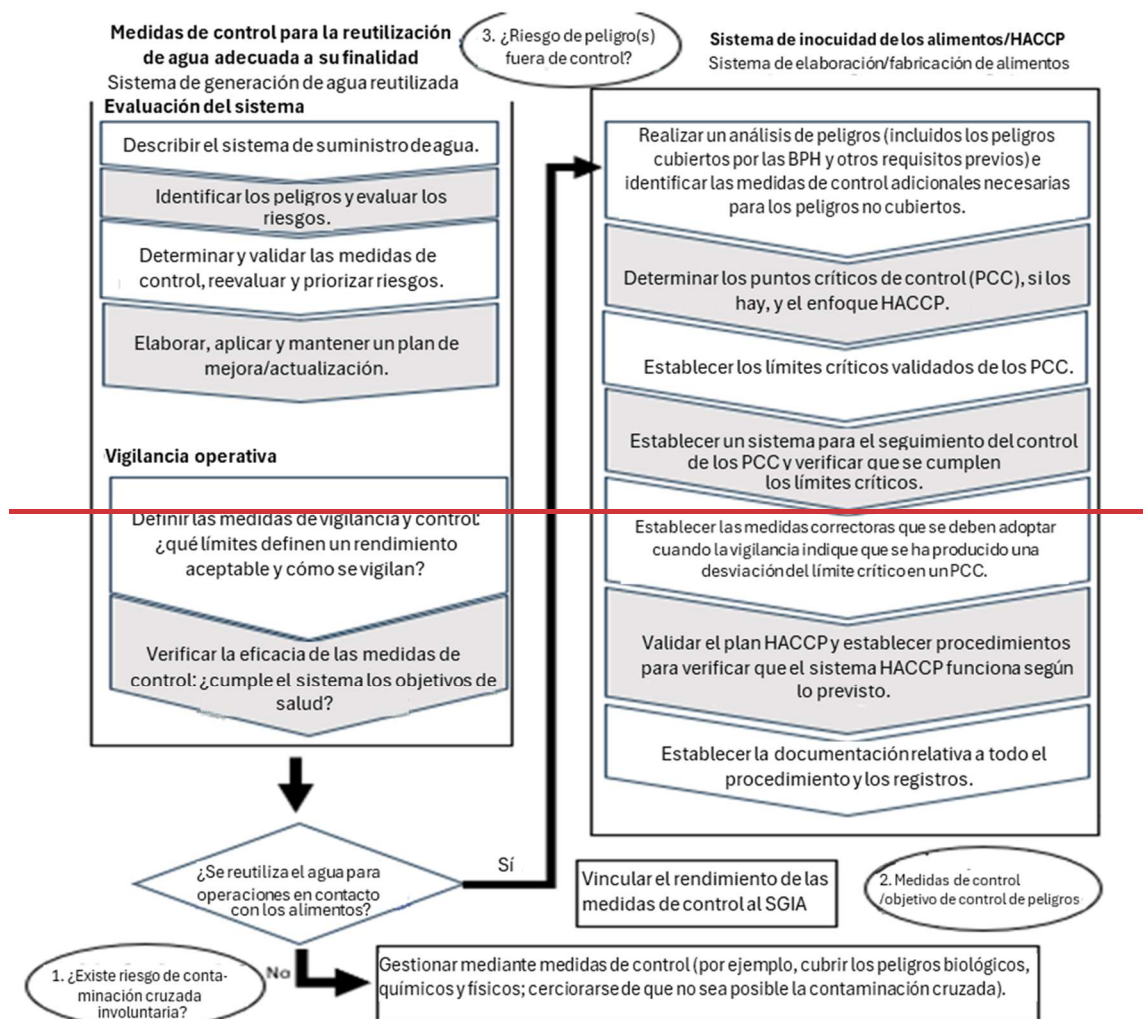 Medidas de control para la reutilización
de agua adecuada a su finalidad
Sistema de generación de agua reutilizada
Evaluación del sistema
Describir el sistema de suministro de agua.
Identificar los peligros y evaluar los
riesgos.
Determinar y validar las medidas de
control, reevaluar y priorizar riesgos.
Elaborar, aplicar y mantener un plan de
mejora/actualización.
Vigilancia operativa
Definir las medidas de vigilancia y control:
¿qué límites definen un rendimiento
aceptable y cómo se vigilan?
Verificar la eficacia de las medidas de
control: ¿cumple el sistema los objetivos de
salud?
¿Se reutiliza el agua para
operaciones en contacto
con los alimentos?
Sí
No
1. ¿Existe riesgo de conta-
minación cruzada
involuntaria?
3. ¿Riesgo de peligro(s)
fuera de control?
Sistema de inocuidad de los alimentos/HACCP
Sistema de elaboración/fabricación de alimentos
Realizar un análisis de peligros (incluidos los peligros
cubiertos por las BPH y otros requisitos previos) e
identificar las medidas de control adicionales necesarias
para los peligros no cubiertos.
Determinar los puntos críticos de control (PCC), si los
hay, y el enfoque HACCP.
Establecer los límites críticos validados de los PCC.
Establecer un sistema para el seguimiento del control
de los PCC y verificar que se cumplen
los límites críticos.
Establecer las medidas correctoras que se deben adoptar
cuando la vigilancia indique que se ha producido una
desviación del límite crítico en un PCC.
Validar el plan HACCP y establecer procedimientos
para verificar que el sistema HACCP funciona según
lo previsto.
Establecer la documentación relativa a todo el
procedimiento y los registros.
Vincular el rendimiento de las
medidas de control al SGIA
2. Medidas de control
/objetivo de control de peligros
Gestionar mediante medidas de control (por ejemplo, cubrir los peligros biológicos,
químicos y físicos; cerciorarse de que no sea posible la contaminación cruzada).